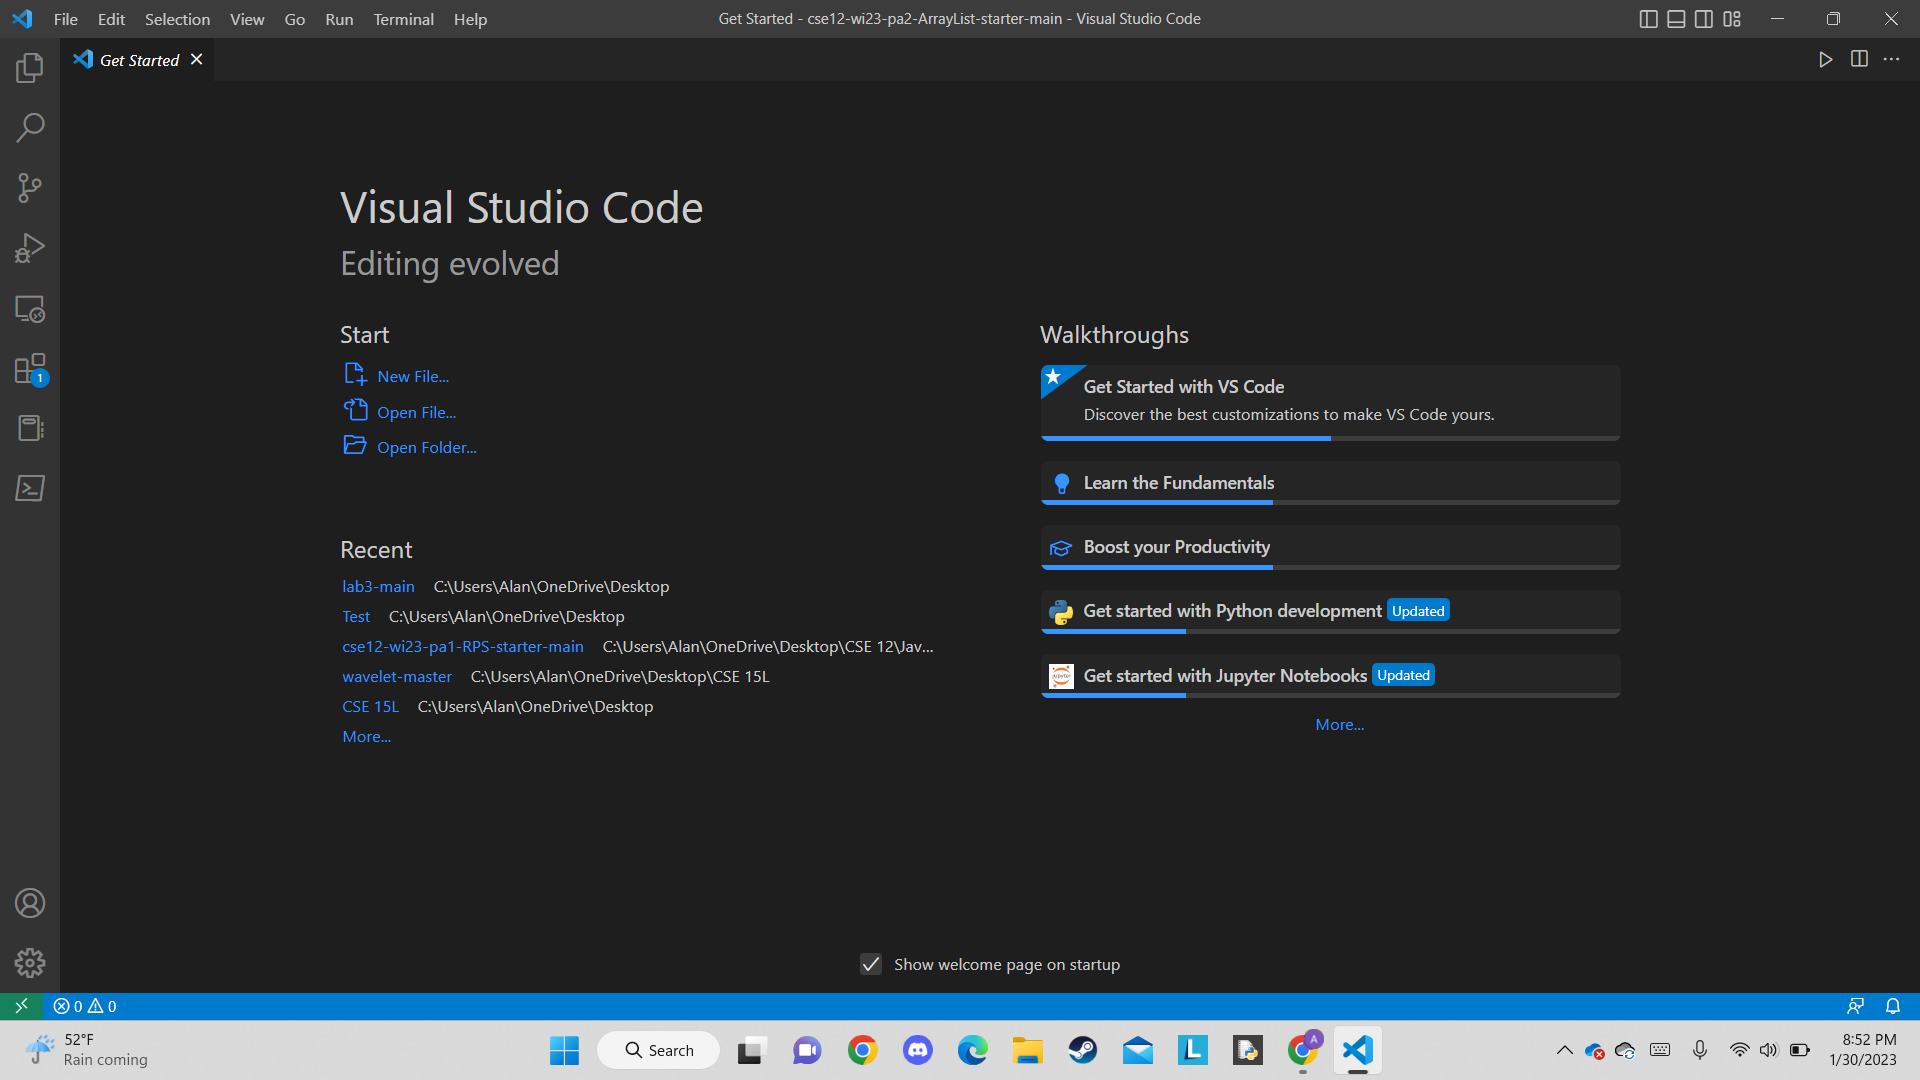 File Edit Selection View Go Run Terminal Help
Get Started - cse12-wi23-pa2-ArrayList-starter-main - Visual Studio Code
Get Started
Visual Studio Code
Editing evolved
Start
New File...
Open File...
Open Folder...
Recent
lab3-main C:\Users\Alan\OneDrive\Desktop
Test C:\Users\Alan\OneDrive\Desktop
cse12-wi23-pa1-RPS-starter-main C:\Users\Alan\OneDrive\Desktop\CSE 12\Jav...
wavelet-master C:\Users\Alan\OneDrive\Desktop\CSE 15L
CSE 15L C:\Users\Alan\OneDrive\Desktop
More...
Walkthroughs
Get Started with VS Code
Discover the best customizations to make VS Code yours.
Learn the Fundamentals
Boost your Productivity
Get started with Python development Updated
jupyter
Get started with Jupyter Notebooks Updated
More...
1
Show welcome page on startup
0 0
52°F
Rain coming
Search
L
A
8:52 PM
1/30/2023